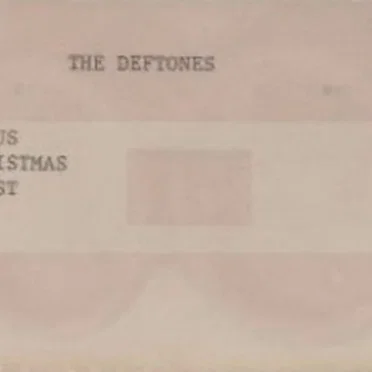 THE DEFTONES
US
ISTMAS
ST